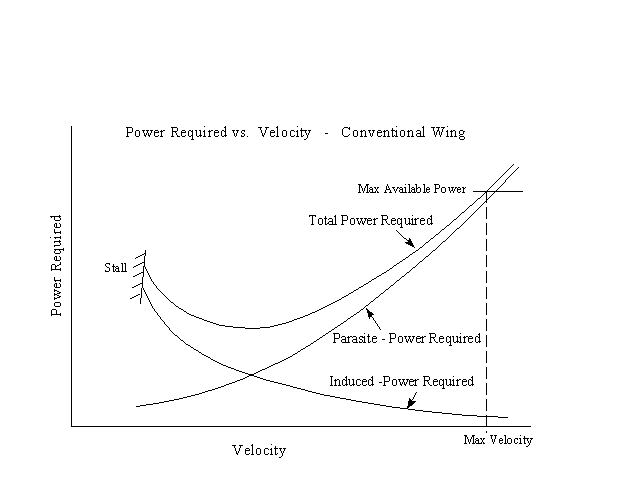 Power Required vs. Velocity - Conventional Wing
Max Available Power
Total Power Required
Stall
Power Required
Parasite - Power Required
Induced -Power Required
Max Velocity
Velocity